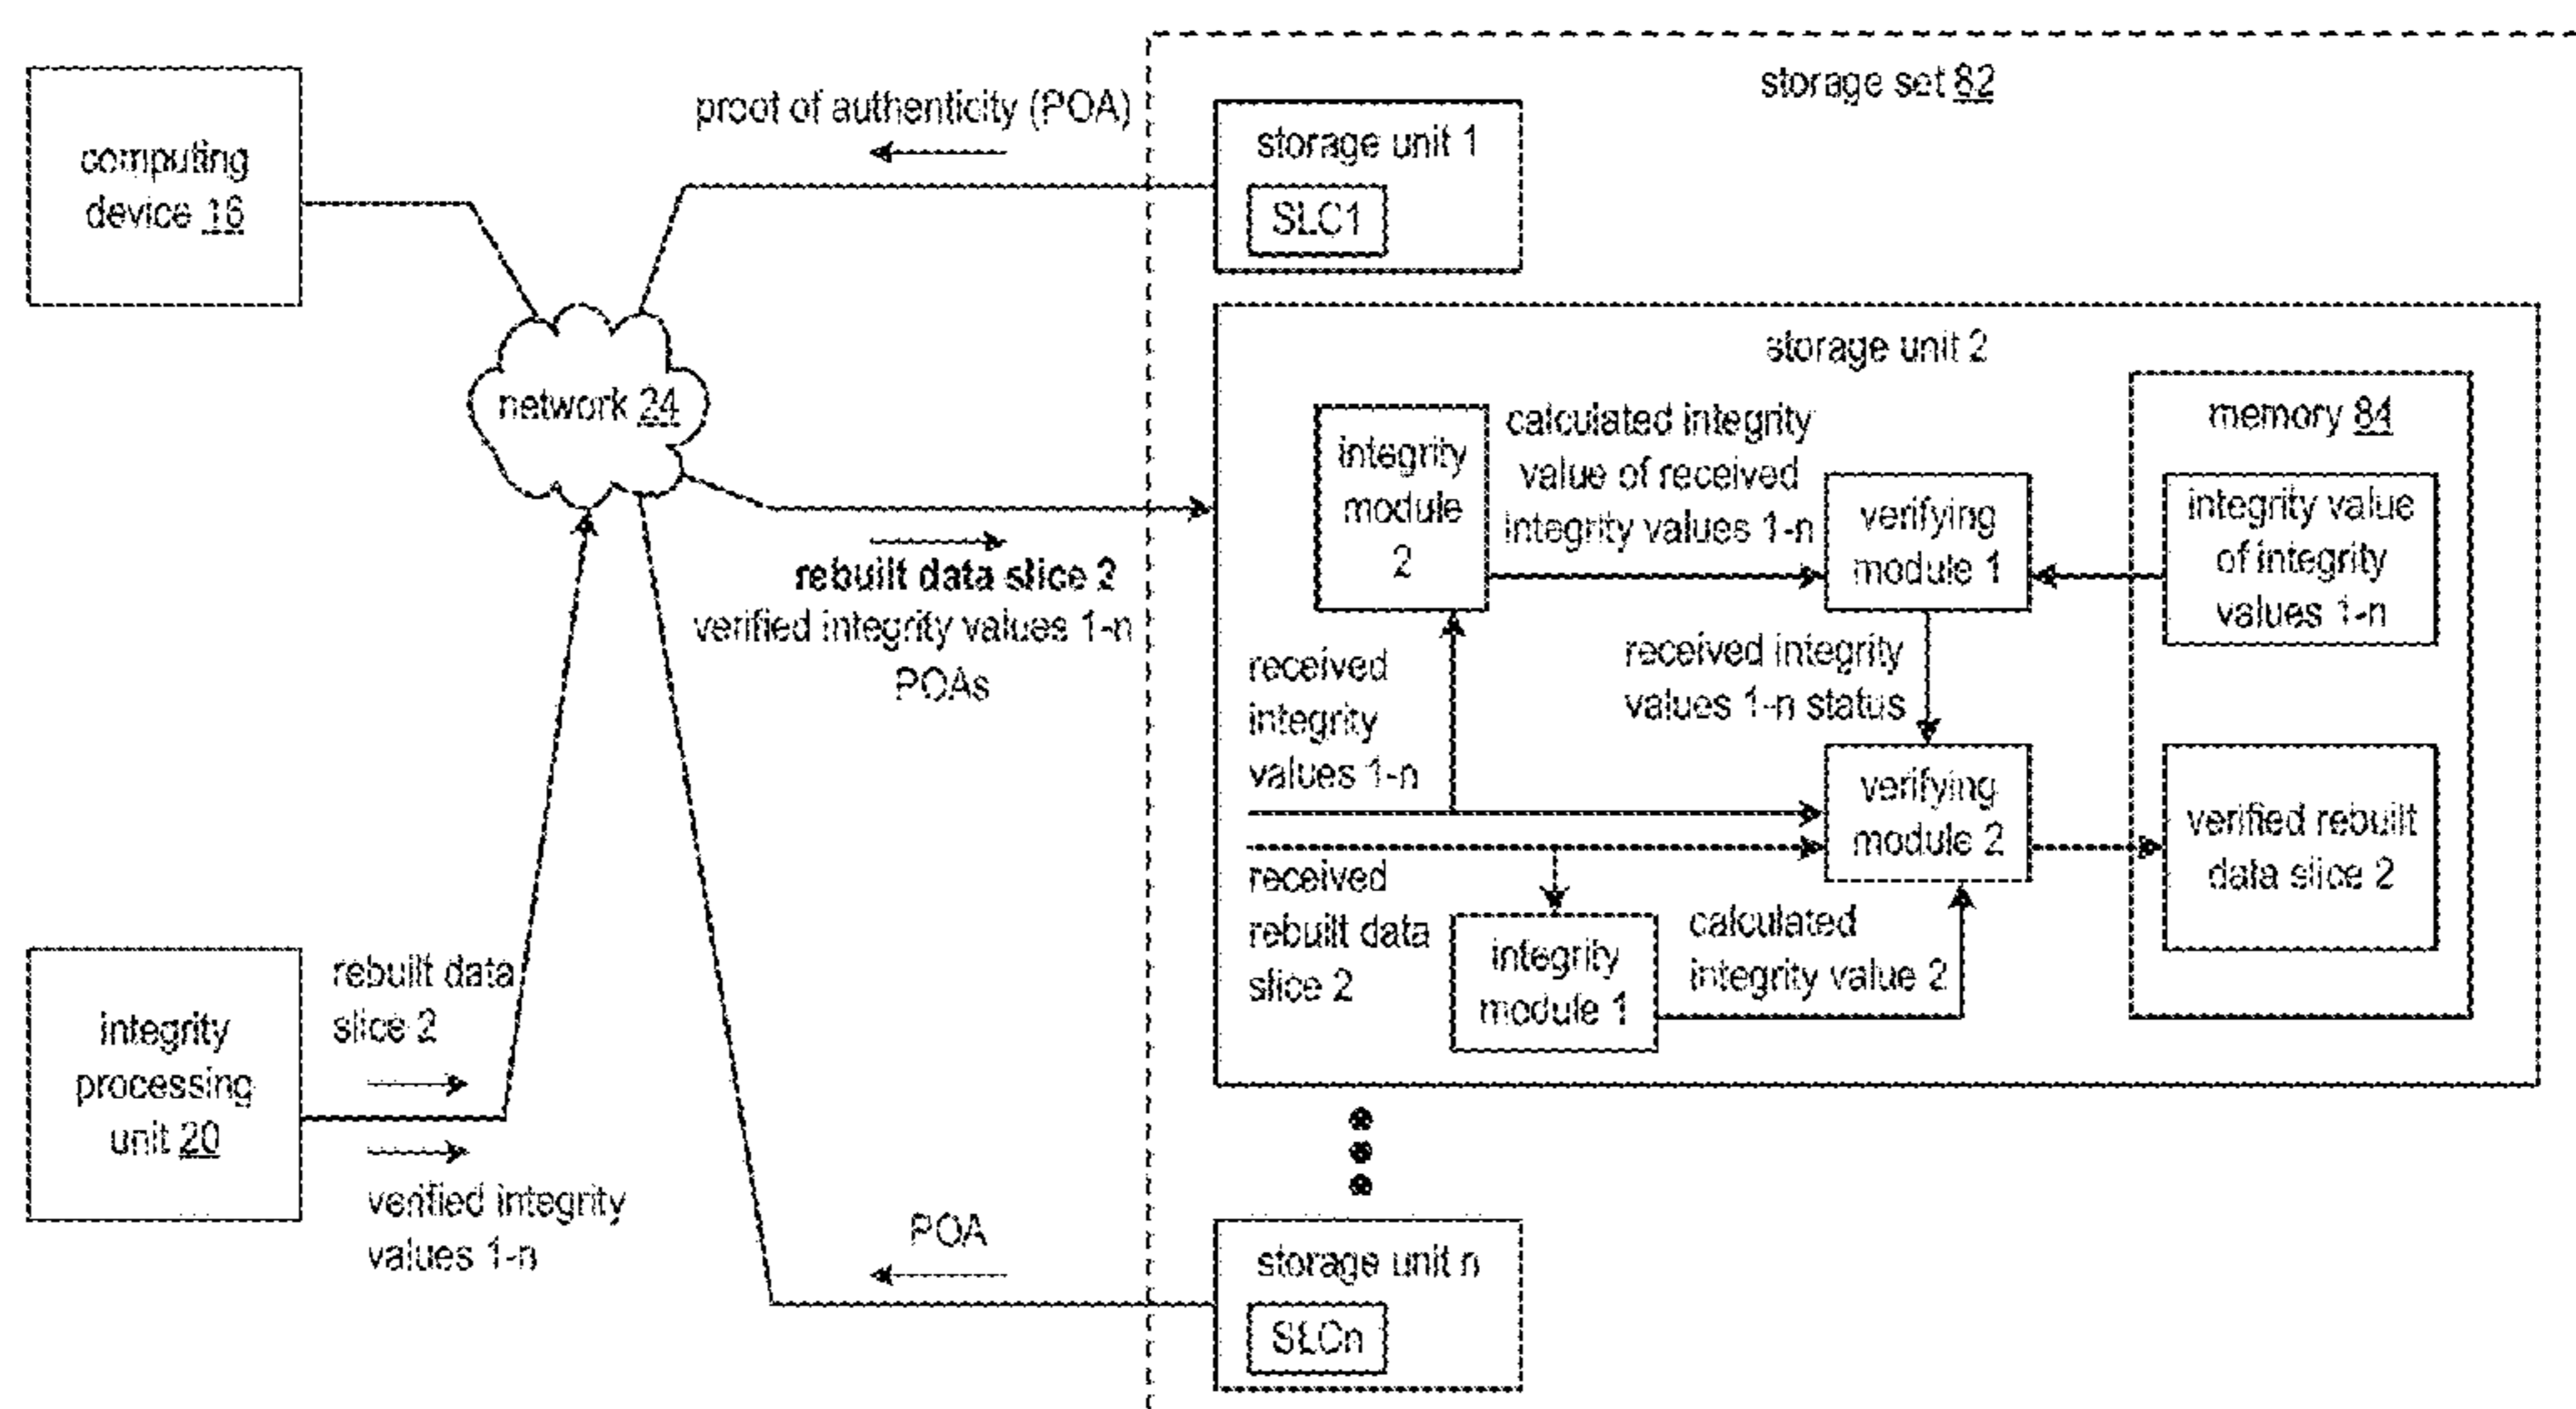 computing
device 16
proof of authenticity (POA)
storage set 82
storage unit 1
SLC1
network 24
rebuilt data slice 2
verified integrity values 1-n
POAs
storage unit 2
integrity
module
2
calculated integrity
value of received
integrity values 1-n
verifying
module 1
memory 84
integrity value
of integrity
values 1-n
received
integrity
values 1-n
received integrity
values 1-n status
verifying
module 2
verified rebuilt
data slice 2
received
rebuilt data
slice 2
integrity
module 1
calculated
integrity value 2
integrity
processing
unit 20
rebuilt data
slice 2
verified integrity
values 1-n
POA
storage unit n
SLCn